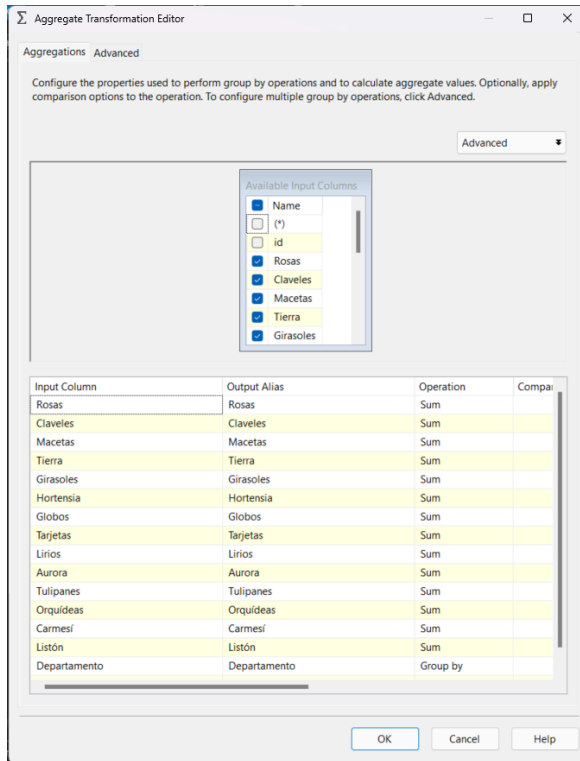 Aggregate Transformation Editor
Aggregations Advanced
Configure the properties used to perform group by operations and to calculate aggregate values. Optionally, apply
comparison options to the operation. To configure multiple group by operations, click Advanced.
Advanced
Available Input Columns
Name
(*)
id
Rosas
Claveles
Macetas
Tierra
Girasoles
Input Column Output Alias Operation Compar
Rosas Rosas Sum
Claveles Claveles Sum
Macetas Macetas Sum
Tierra Tierra Sum
Girasoles Girasoles Sum
Hortensia Hortensia Sum
Globos Globos Sum
Tarjetas Tarjetas Sum
Lirios Lirios Sum
Aurora Aurora Sum
Tulipanes Tulipanes Sum
Orquídeas Orquídeas Sum
Carmesí Carmesí Sum
Listón Listón Sum
Departamento Departamento Group by
OK Cancel Help